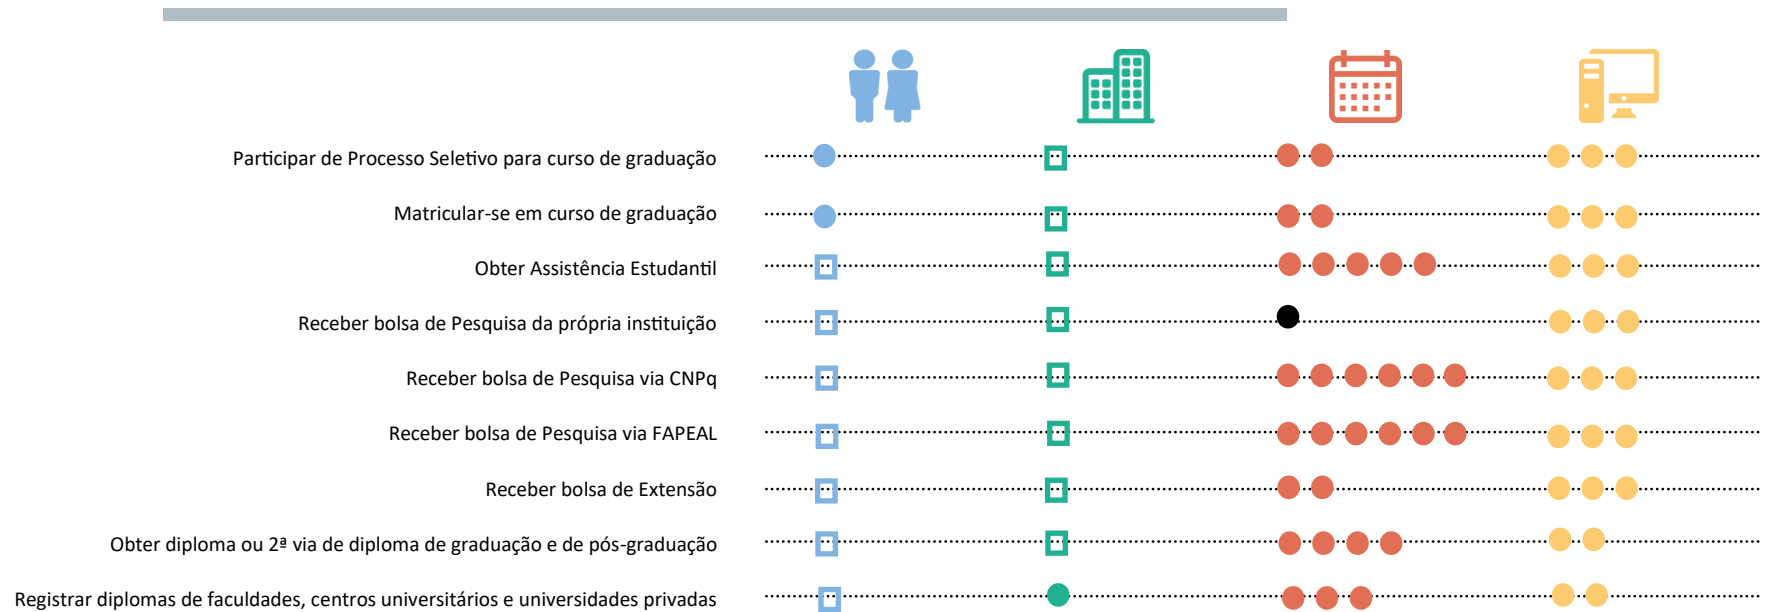 Participar de Processo Seletivo para curso de graduação
Matricular-se em curso de graduação
Obter Assistência Estudantil
Receber bolsa de Pesquisa da própria instituição
Receber bolsa de Pesquisa via CNPq
Receber bolsa de Pesquisa via FAPEAL
Receber bolsa de Extensão
Obter diploma ou 2ª via de diploma de graduação e de pós-graduação
Registrar diplomas de faculdades, centros universitários e universidades privadas